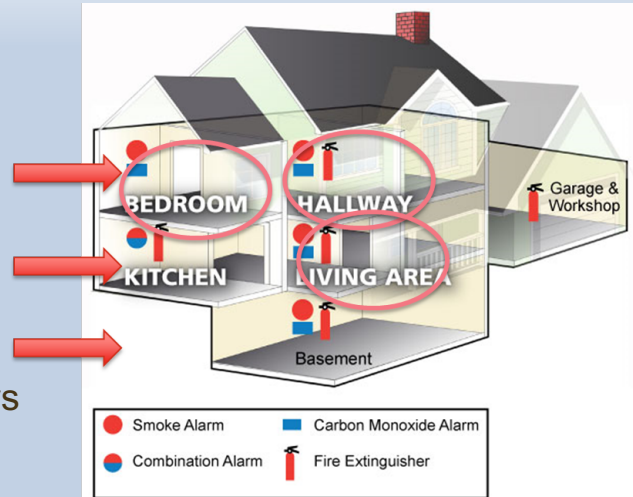 BEDROOM
HALLWAY
Garage &
Workshop
KITCHEN
LIVING AREA
Basement
Smoke Alarm
Carbon Monoxide Alarm
Combination Alarm
Fire Extinguisher